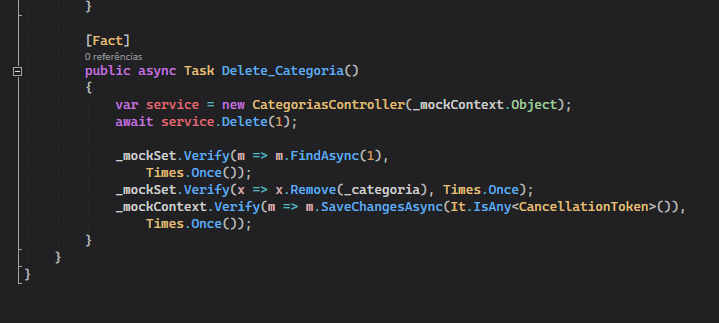 }
[Fact]
0 referências
public async Task Delete_Categoria()
{
var service = new CategoriasController(_mockContext.Object);
await service.Delete(1);
_mockSet.Verify(m => m.FindAsync(1),
Times.Once());
_mockSet.Verify(x => x.Remove(_categoria), Times.Once);
_mockContext.Verify(m => m.SaveChangesAsync(It.IsAny<CancellationToken>()),
Times.Once());
}
}
}